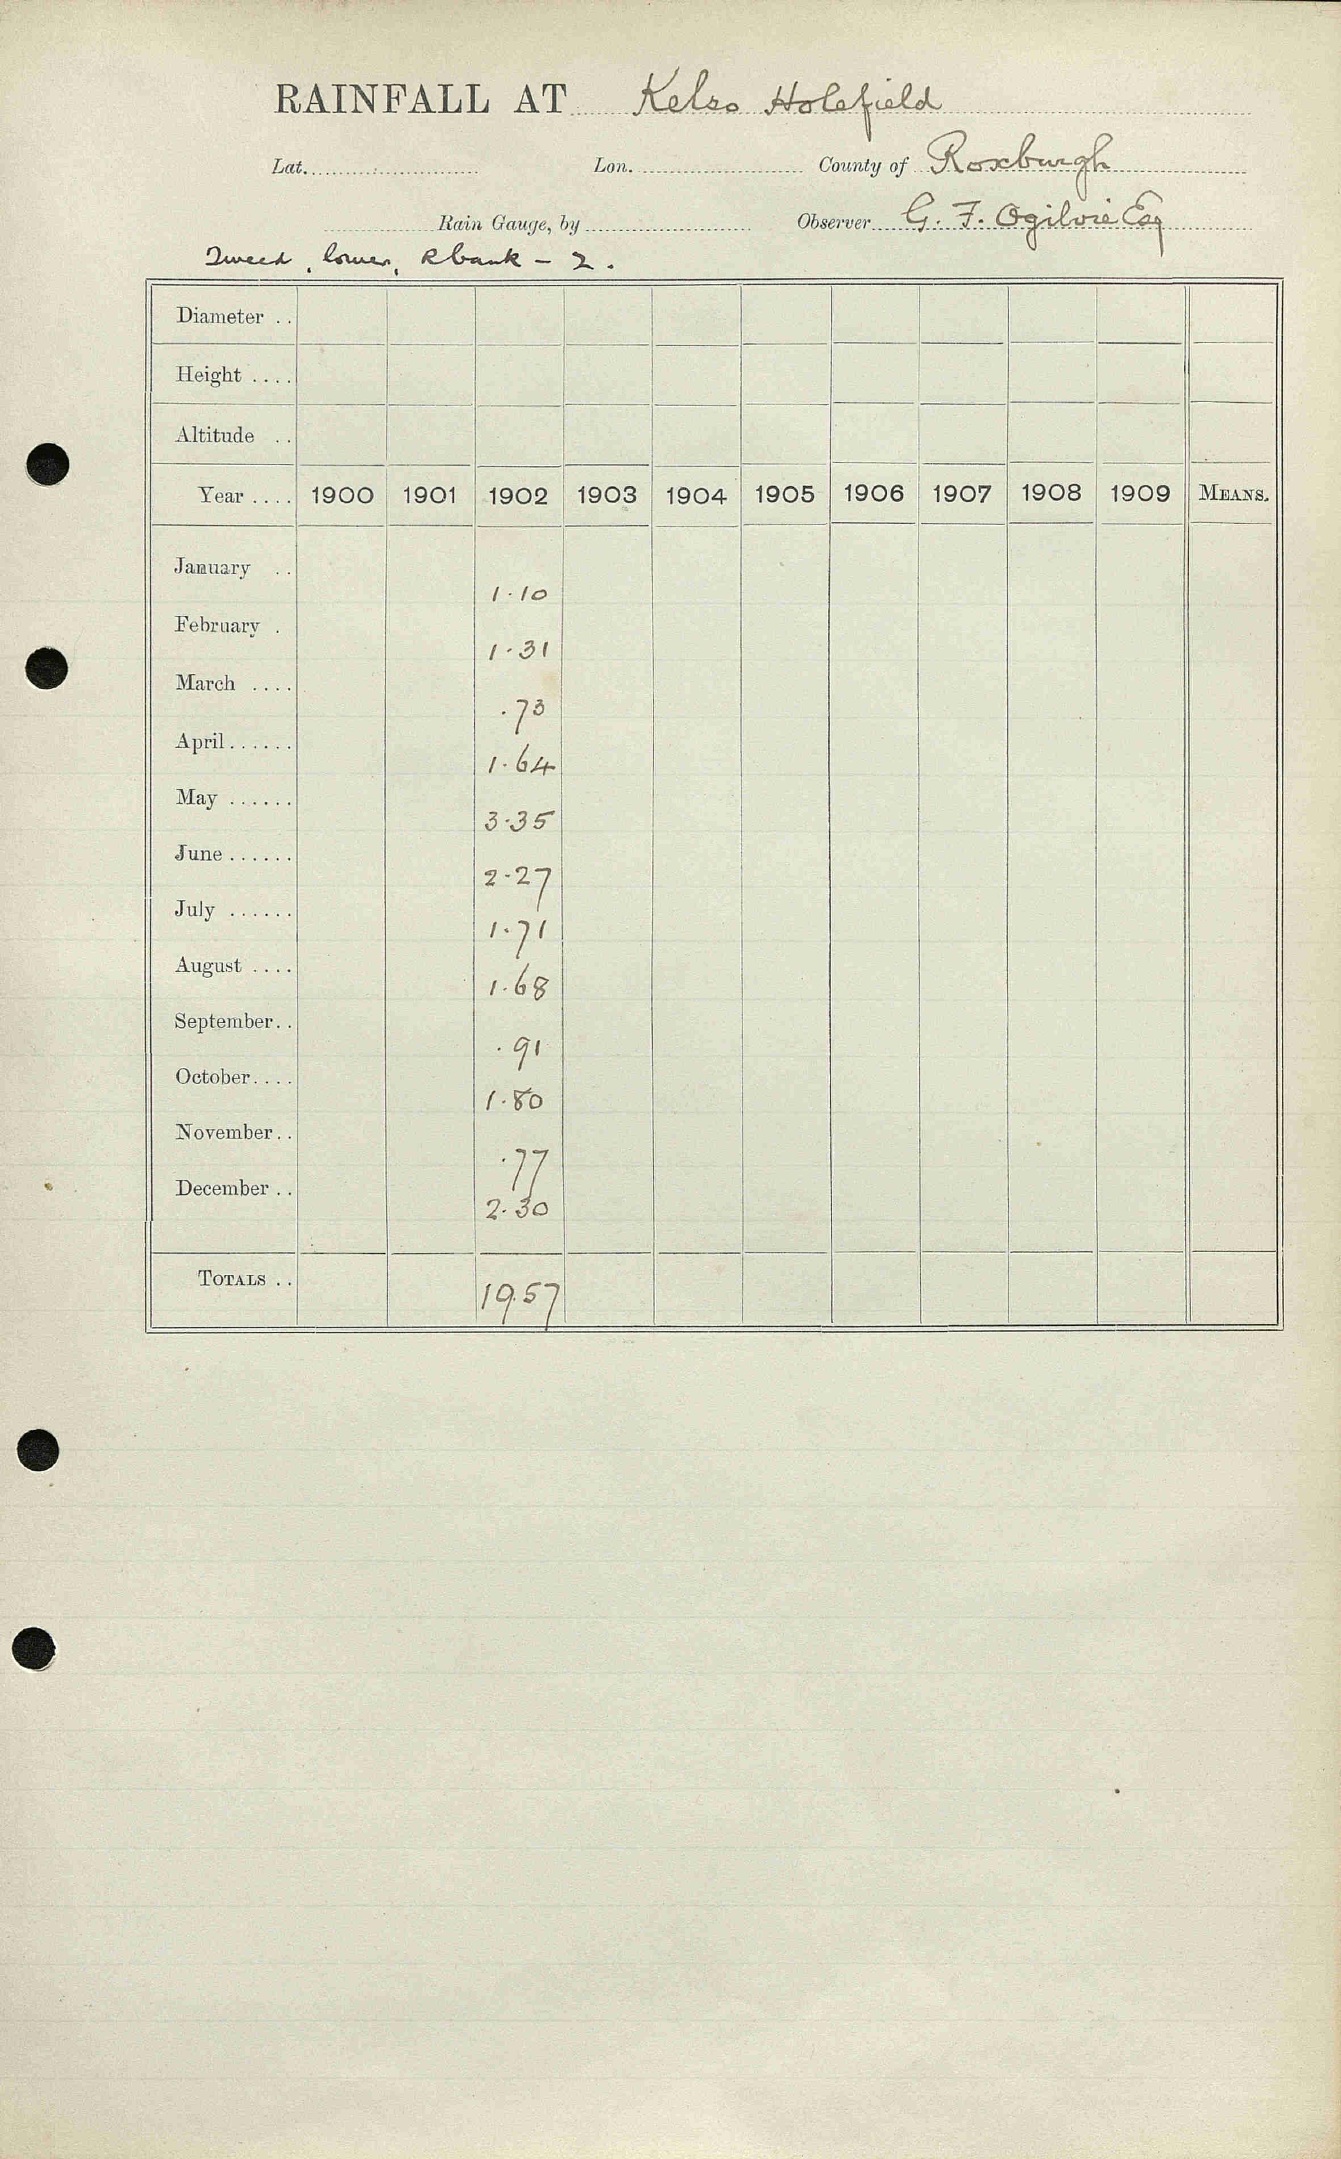 RAINFALL AT Kelso Holefield
Lat. Lon. County of Roxburgh
Rain Gauge, by Observer G. F. Ogilvie Esq
Tweed, lower, R bank - 2.
Diameter ..
Height ....
Altitude ..
Year .... 1900 1901 1902 1903 1904 1905 1906 1907 1908 1909 MEANS.
January ..
1.10
February .
1.31
March ....
.73
April......
1.64
May ......
3.35
June ......
2.27
July ......
1.71
August ....
1.68
September..
.91
October....
1.80
November..
.77
December ..
2.30
TOTALS ..
19.57